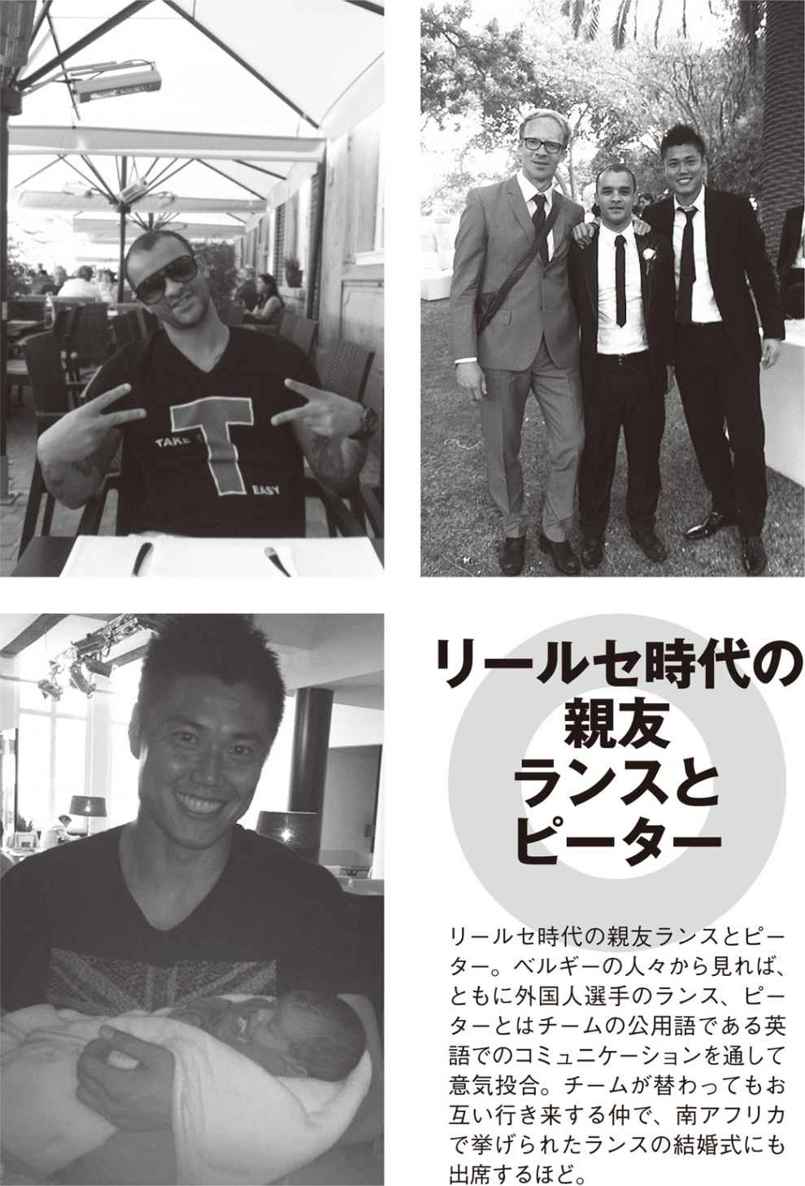 TAKE
T
EASY
リールセ時代の
親友
ランスと
ピーター
リールセ時代の親友ランスとピー
ター。ベルギーの人々から見れば、
ともに外国人選手のランス、ピー
ターとはチームの公用語である英
語でのコミュニケーションを通して
意気投合。チームが替わってもお
互い行き来する仲で、南アフリカ
で挙げられたランスの結婚式にも
出席するほど。